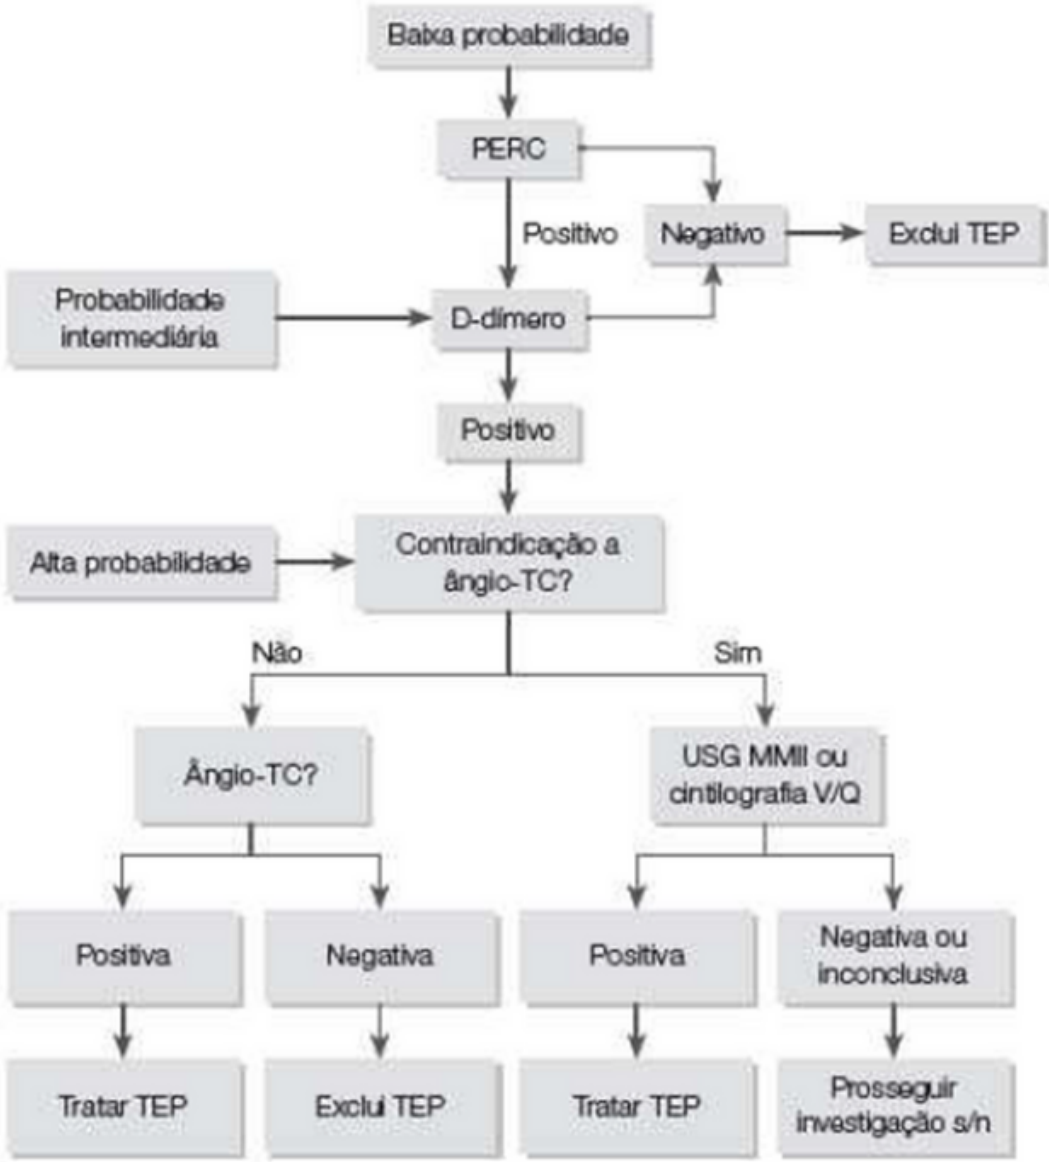 Baixa probabilidade
PERC
Positivo
Negativo
Exclui TEP
Probabilidade
intermediária
D-dímero
Positivo
Alta probabilidade
Contraindicação a
ângio-TC?
Não
Sim
Ângio-TC?
USG MMII ou
cintilografia V/Q
Positiva
Negativa
Positiva
Negativa ou
inconclusiva
Tratar TEP
Exclui TEP
Tratar TEP
Prosseguir
investigação s/n